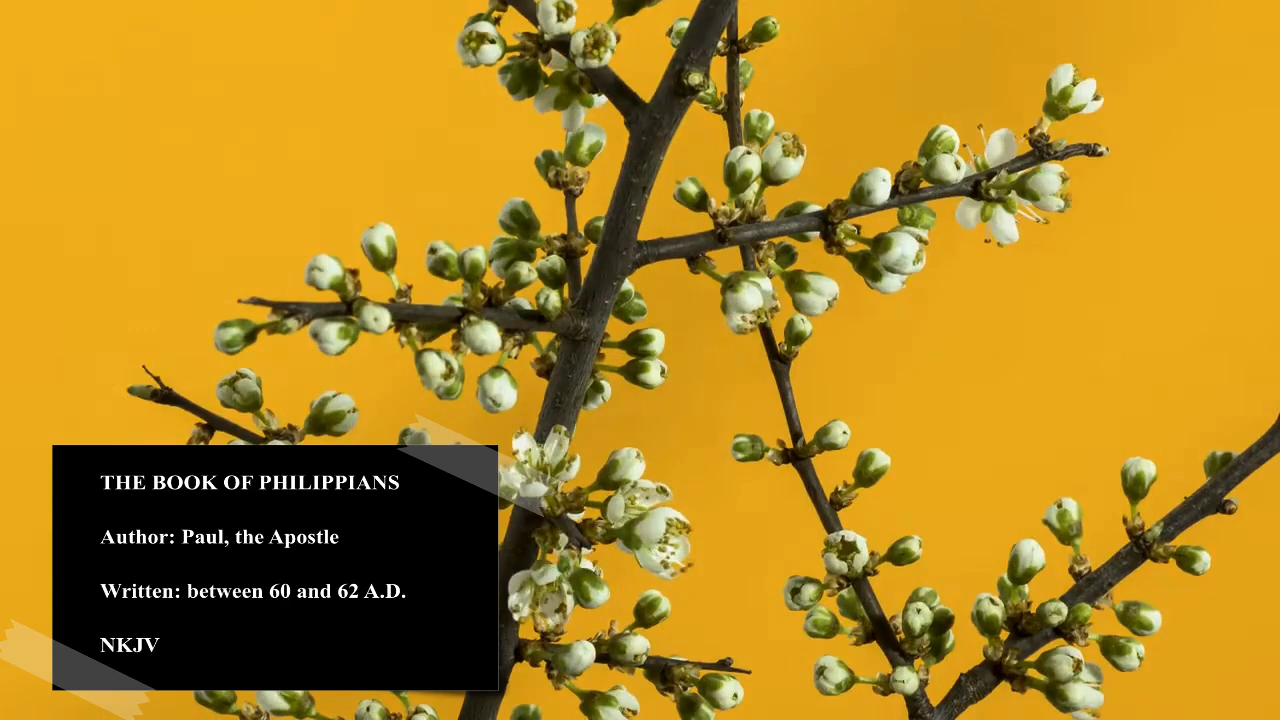 THE BOOK OF PHILIPPIANS
Author: Paul, the Apostle
Written: between 60 and 62 A.D.
NKJV